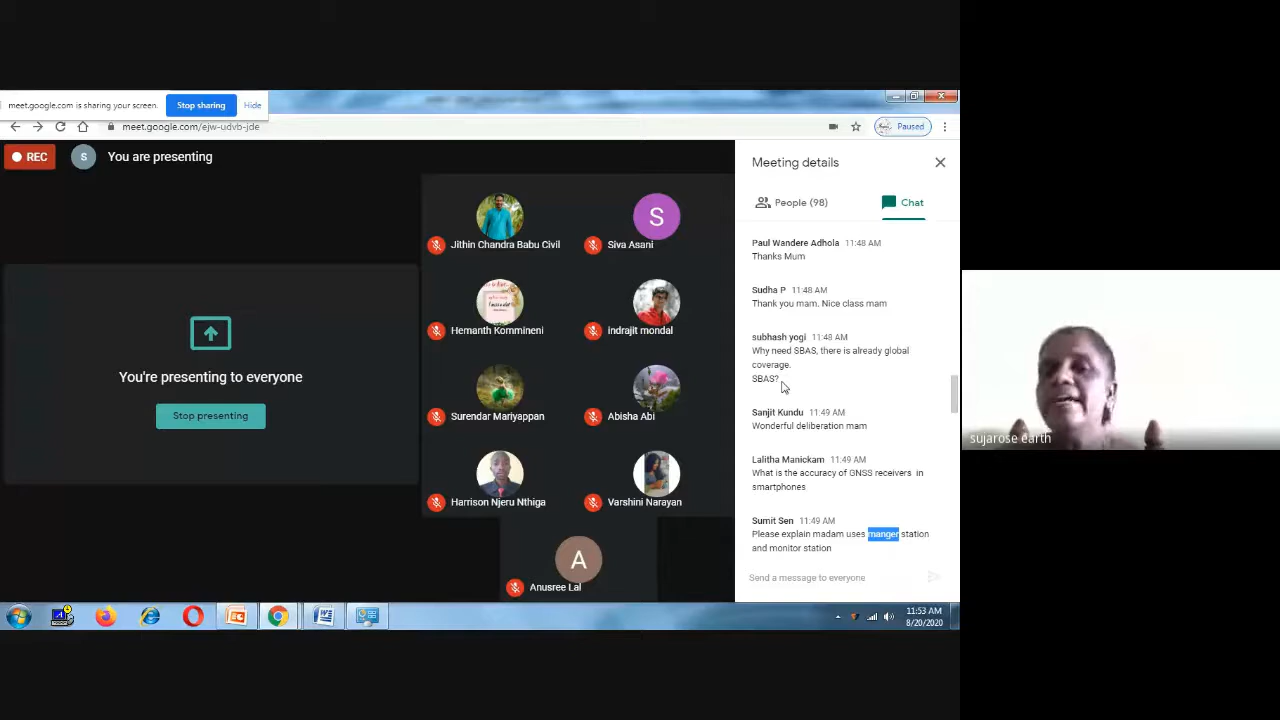 meet.google.com is sharing your screen.
Stop sharing
Hide
meet.google.com/ejw-udvb-jde
Paused
REC
S
You are presenting
Meeting details
People (98)
Chat
Jithin Chandra Babu Civil
S
Siva Asani
Hemanth Kommineni
indrajit mondal
Surendar Mariyappan
Abisha Abi
Harrison Njeru Nthiga
Varshini Narayan
A
Anusree Lal
You're presenting to everyone
Stop presenting
Paul Wandere Adhola 11:48 AM
Thanks Mum
Sudha P 11:48 AM
Thank you mam. Nice class mam
subhash yogi 11:48 AM
Why need SBAS, there is already global
coverage.
SBAS?
Sanjit Kundu 11:49 AM
Wonderful deliberation mam
Lalitha Manickam 11:49 AM
What is the accuracy of GNSS receivers in
smartphones
Sumit Sen 11:49 AM
Please explain madam uses manger station
and monitor station
Send a message to everyone
sujarose earth
11:53 AM
8/20/2020